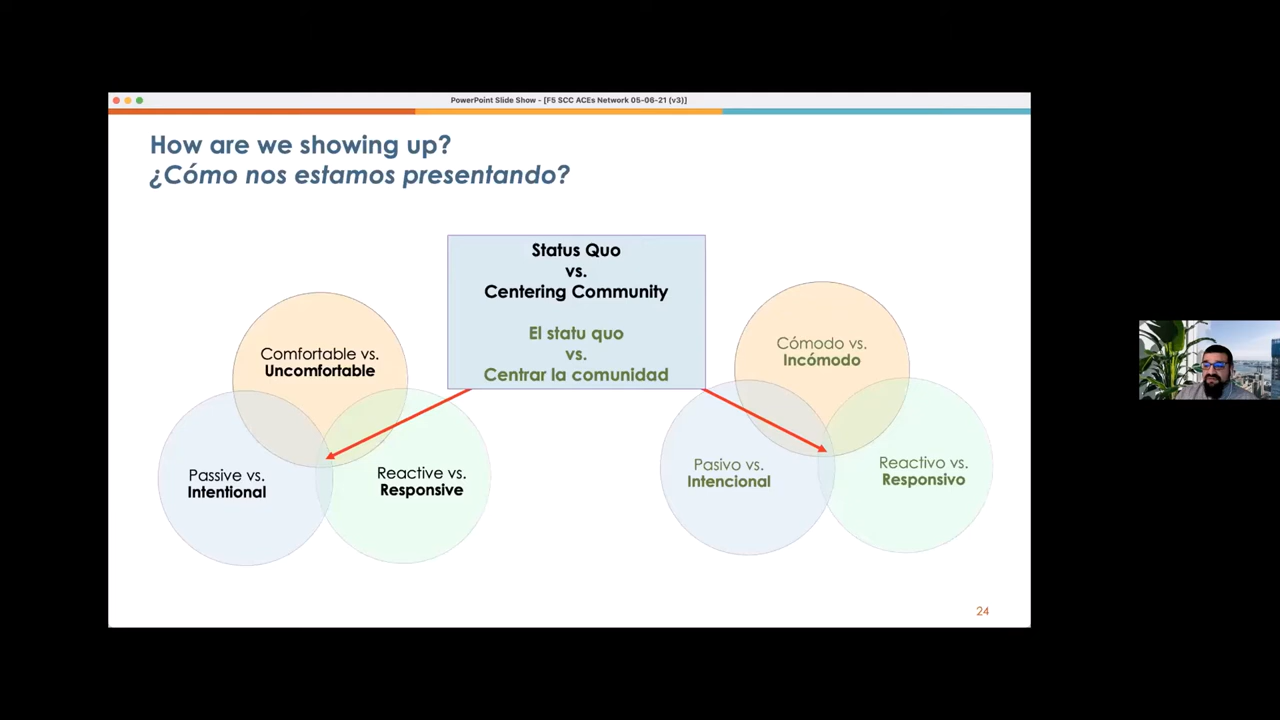 PowerPoint Slide Show - [F5 SCC ACEs Network 05-06-21 (v3)]
How are we showing up?
¿Cómo nos estamos presentando?
Status Quo
vs.
Centering Community
El statu quo
vs.
Centrar la comunidad
Comfortable vs.
Uncomfortable
Passive vs.
Intentional
Reactive vs.
Responsive
Cómodo vs.
Incómodo
Pasivo vs.
Intencional
Reactivo vs.
Responsivo
24